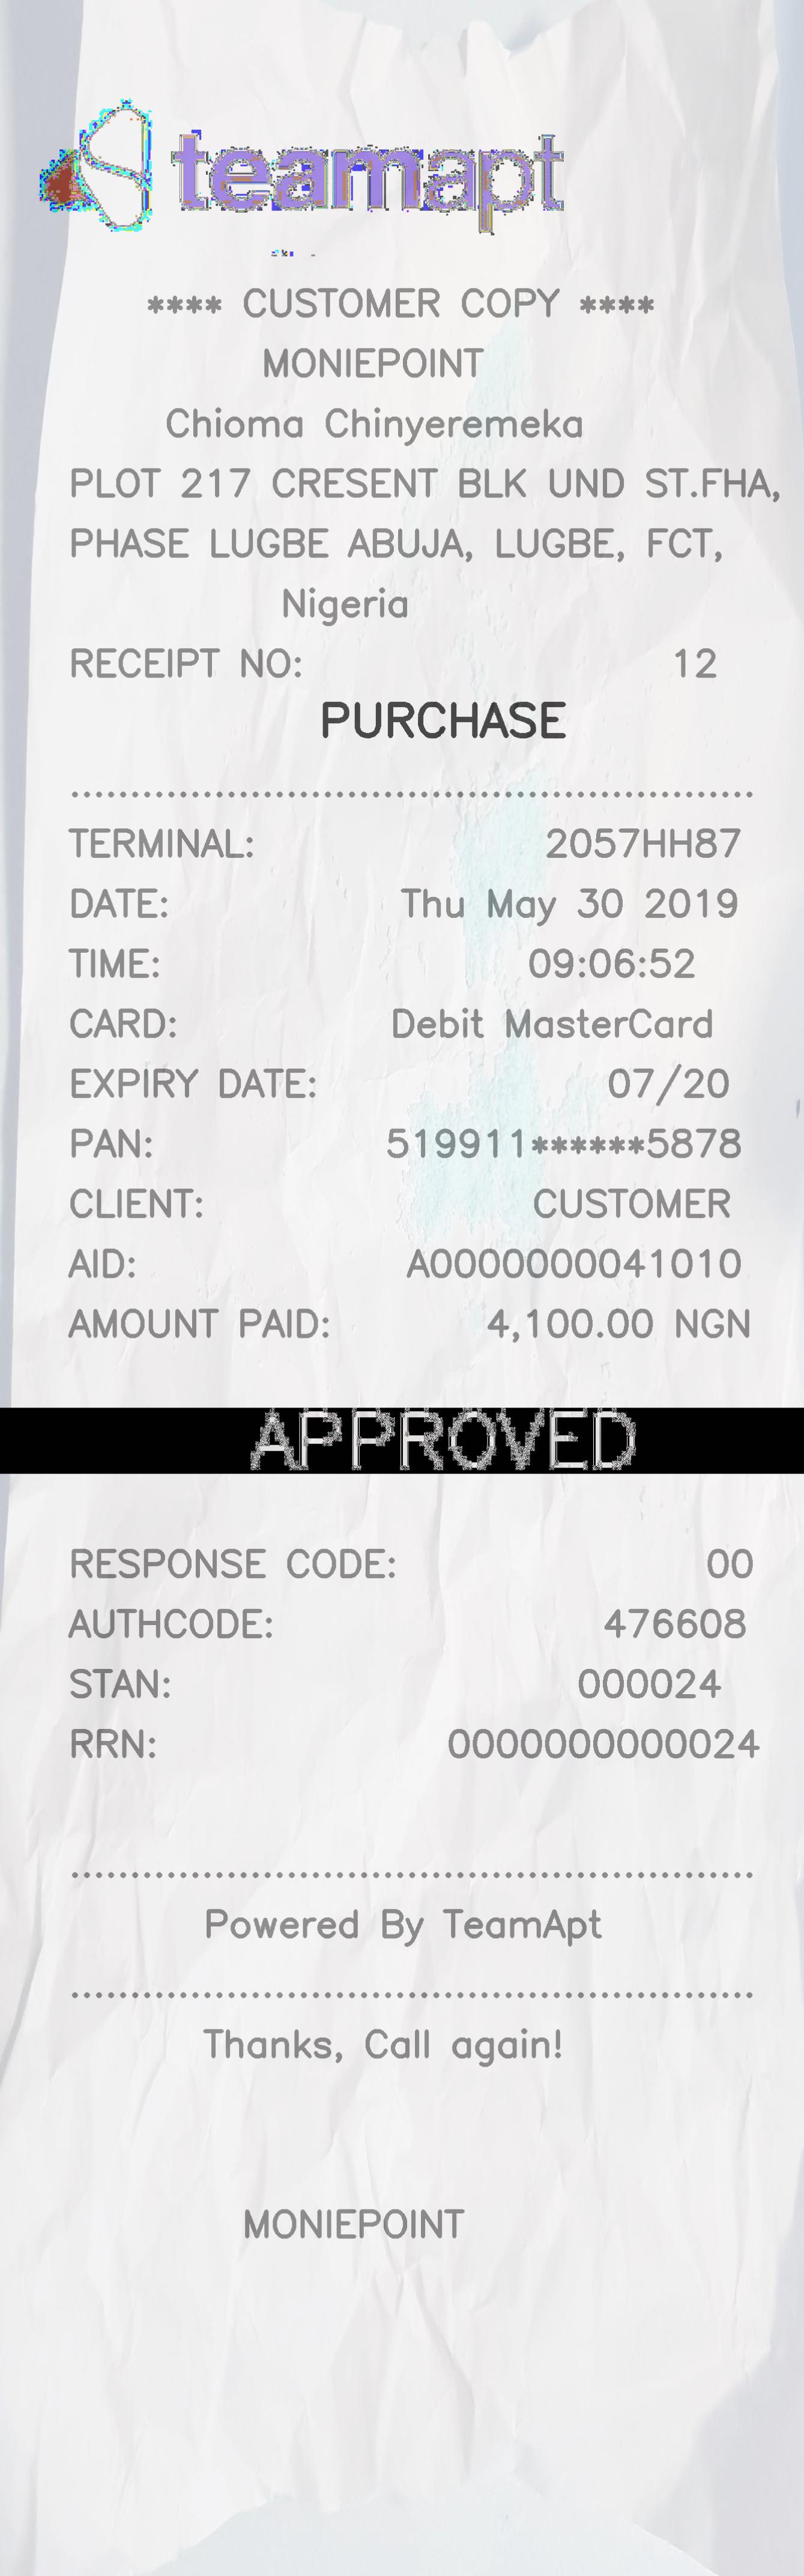 teamapt
**** CUSTOMER COPY ****
MONIEPOINT
Chioma Chinyeremeka
PLOT 217 CRESENT BLK UND ST.FHA,
PHASE LUGBE ABUJA, LUGBE, FCT,
Nigeria
RECEIPT NO: 12
PURCHASE
TERMINAL: 2057HH87
DATE: Thu May 30 2019
TIME: 09:06:52
CARD: Debit MasterCard
EXPIRY DATE: 07/20
PAN: 519911******5878
CLIENT: CUSTOMER
AID: A0000000041010
AMOUNT PAID: 4,100.00 NGN
APPROVED
RESPONSE CODE: 00
AUTHCODE: 476608
STAN: 000024
RRN: 0000000000024
Powered By TeamApt
Thanks, Call again!
MONIEPOINT